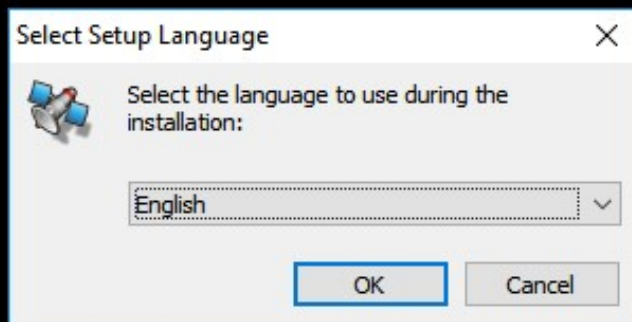 Select Setup Language
Select the language to use during the
installation:
English
OK
Cancel